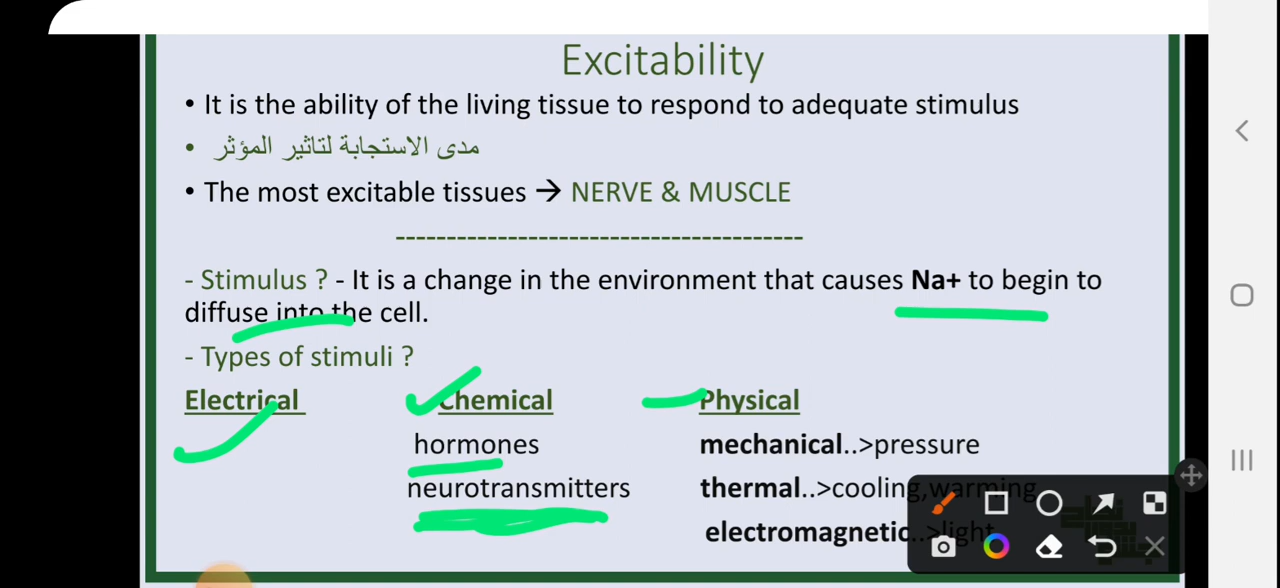 Excitability
• It is the ability of the living tissue to respond to adequate stimulus
• مدى الاستجابة لتاثير المؤثر
• The most excitable tissues → NERVE & MUSCLE
---------------------------------------
- Stimulus ? - It is a change in the environment that causes Na+ to begin to
diffuse into the cell.
- Types of stimuli ?
Electrical Chemical Physical
hormones mechanical..>pressure
neurotransmitters thermal..>cooling,warming
electromagnetic..>light